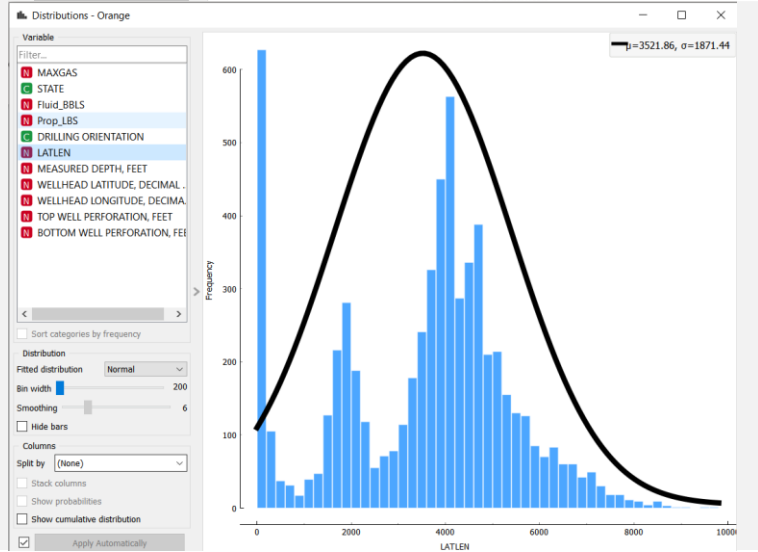 Distributions - Orange
Variable
Filter...
N MAXGAS
C STATE
N Fluid_BBLS
N Prop_LBS
C DRILLING ORIENTATION
N LATLEN
N MEASURED DEPTH, FEET
N WELLHEAD LATITUDE, DECIMAL .
N WELLHEAD LONGITUDE, DECIMA.
N TOP WELL PERFORATION, FEET
N BOTTOM WELL PERFORATION, FEE
Sort categories by frequency
Distribution
Fitted distribution Normal
Bin width 200
Smoothing 6
Hide bars
Columns
Split by (None)
Stack columns
Show probabilities
Show cumulative distribution
Apply Automatically
μ=3521.86, σ=1871.44
600
500
400
300
200
100
0
Frequency
0 2000 4000 6000 8000 10000
LATLEN